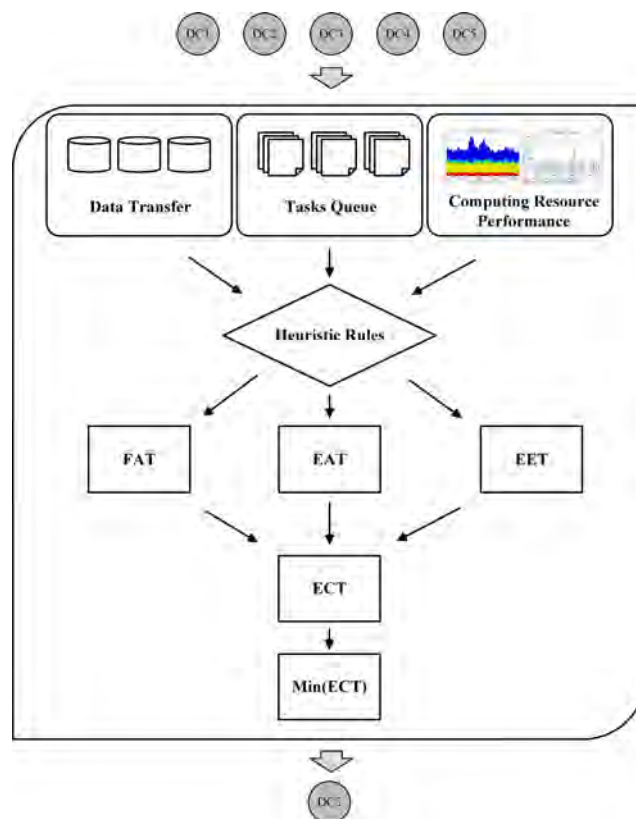 DC1 DC2 DC3 DC4 DC5
Data Transfer
Tasks Queue
Computing Resource
Performance
Heuristic Rules
FAT
EAT
EET
ECT
Min(ECT)